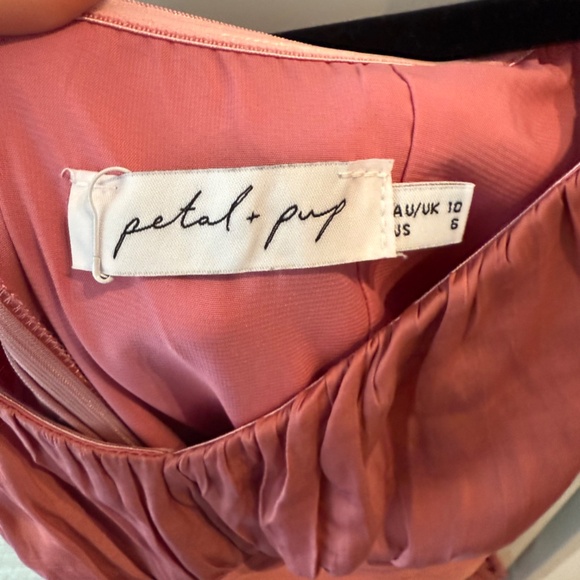 petal + pup
AU/UK 10
US 6